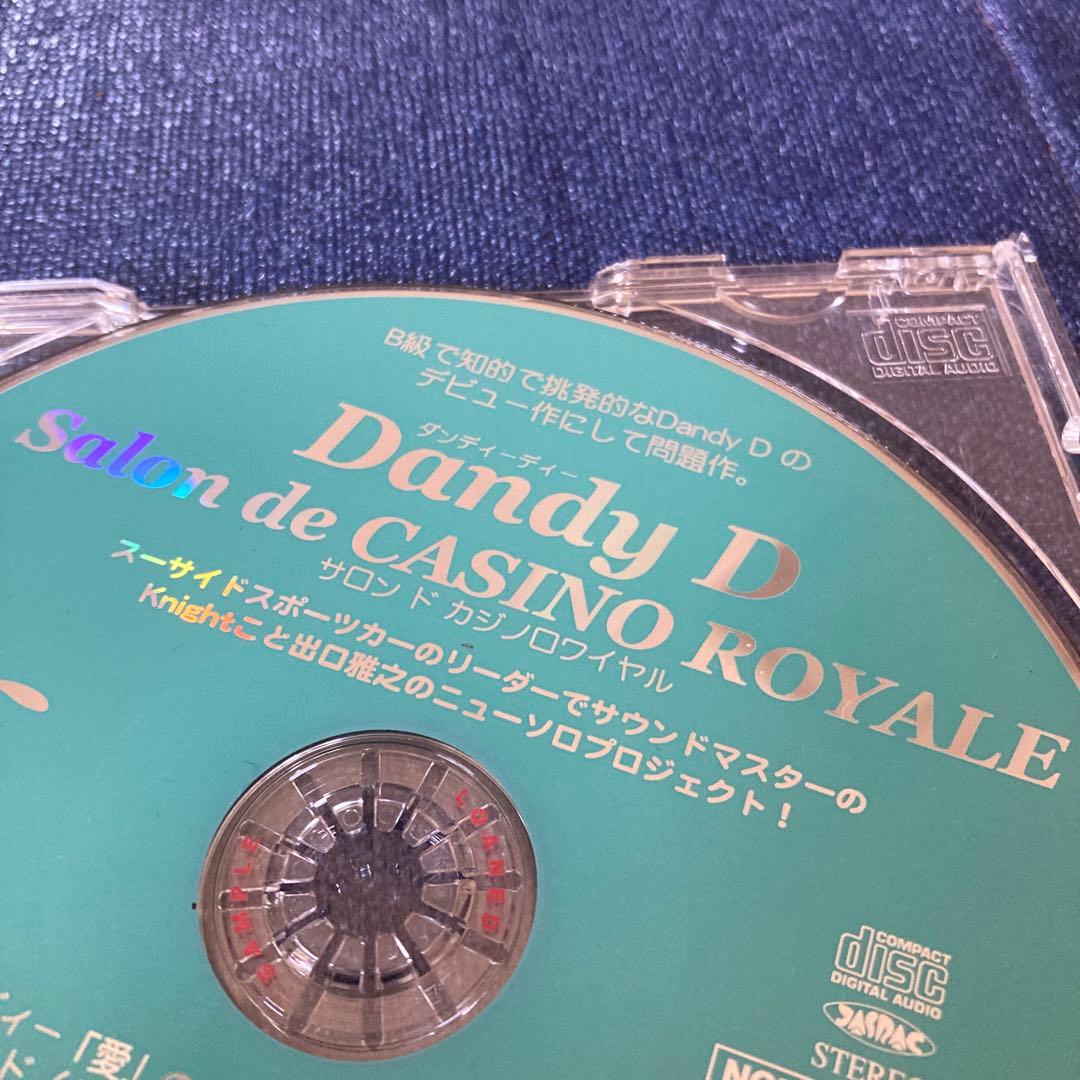 B級で知的で挑発的なDandy D の
デビュー作にして問題作。
ダンディーディー
Dandy D
Salon de CASINO ROYALE
サロン ド カジノロワイヤル
スーサイドスポーツカーのリーダーでサウンドマスターの
Knightこと出口雅之のニューソロプロジェクト！
SAMPLE
LOANED
COMPACT
disc
DIGITAL AUDIO
COMPACT
disc
DIGITAL AUDIO
JASRAC
STEREO
ィー「愛」
ド